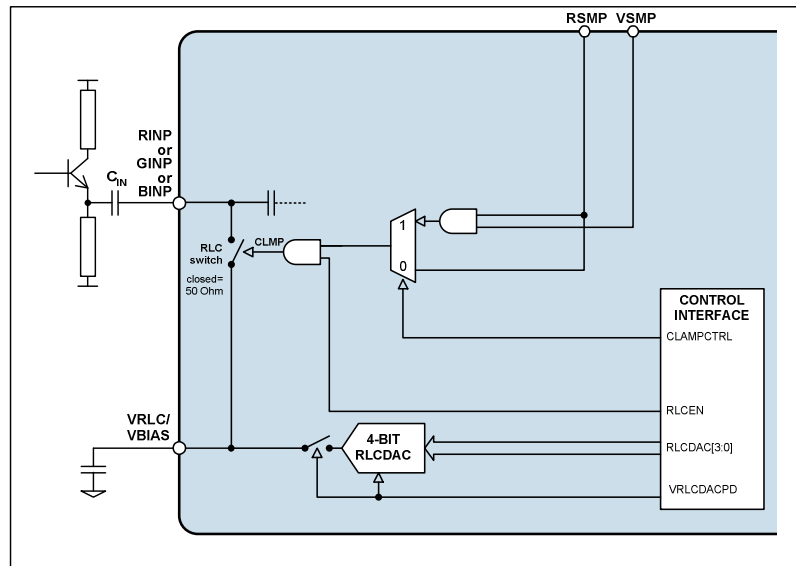 RSMP VSMP
RINP
or
GINP
or
BINP
CIN
1
0
RLC
switch
CLMP
closed=
50 Ohm
CONTROL
INTERFACE
CLAMPCTRL
RLCEN
RLCDAC[3:0]
VRLCDACPD
VRLC/
VBIAS
4-BIT
RLCDAC